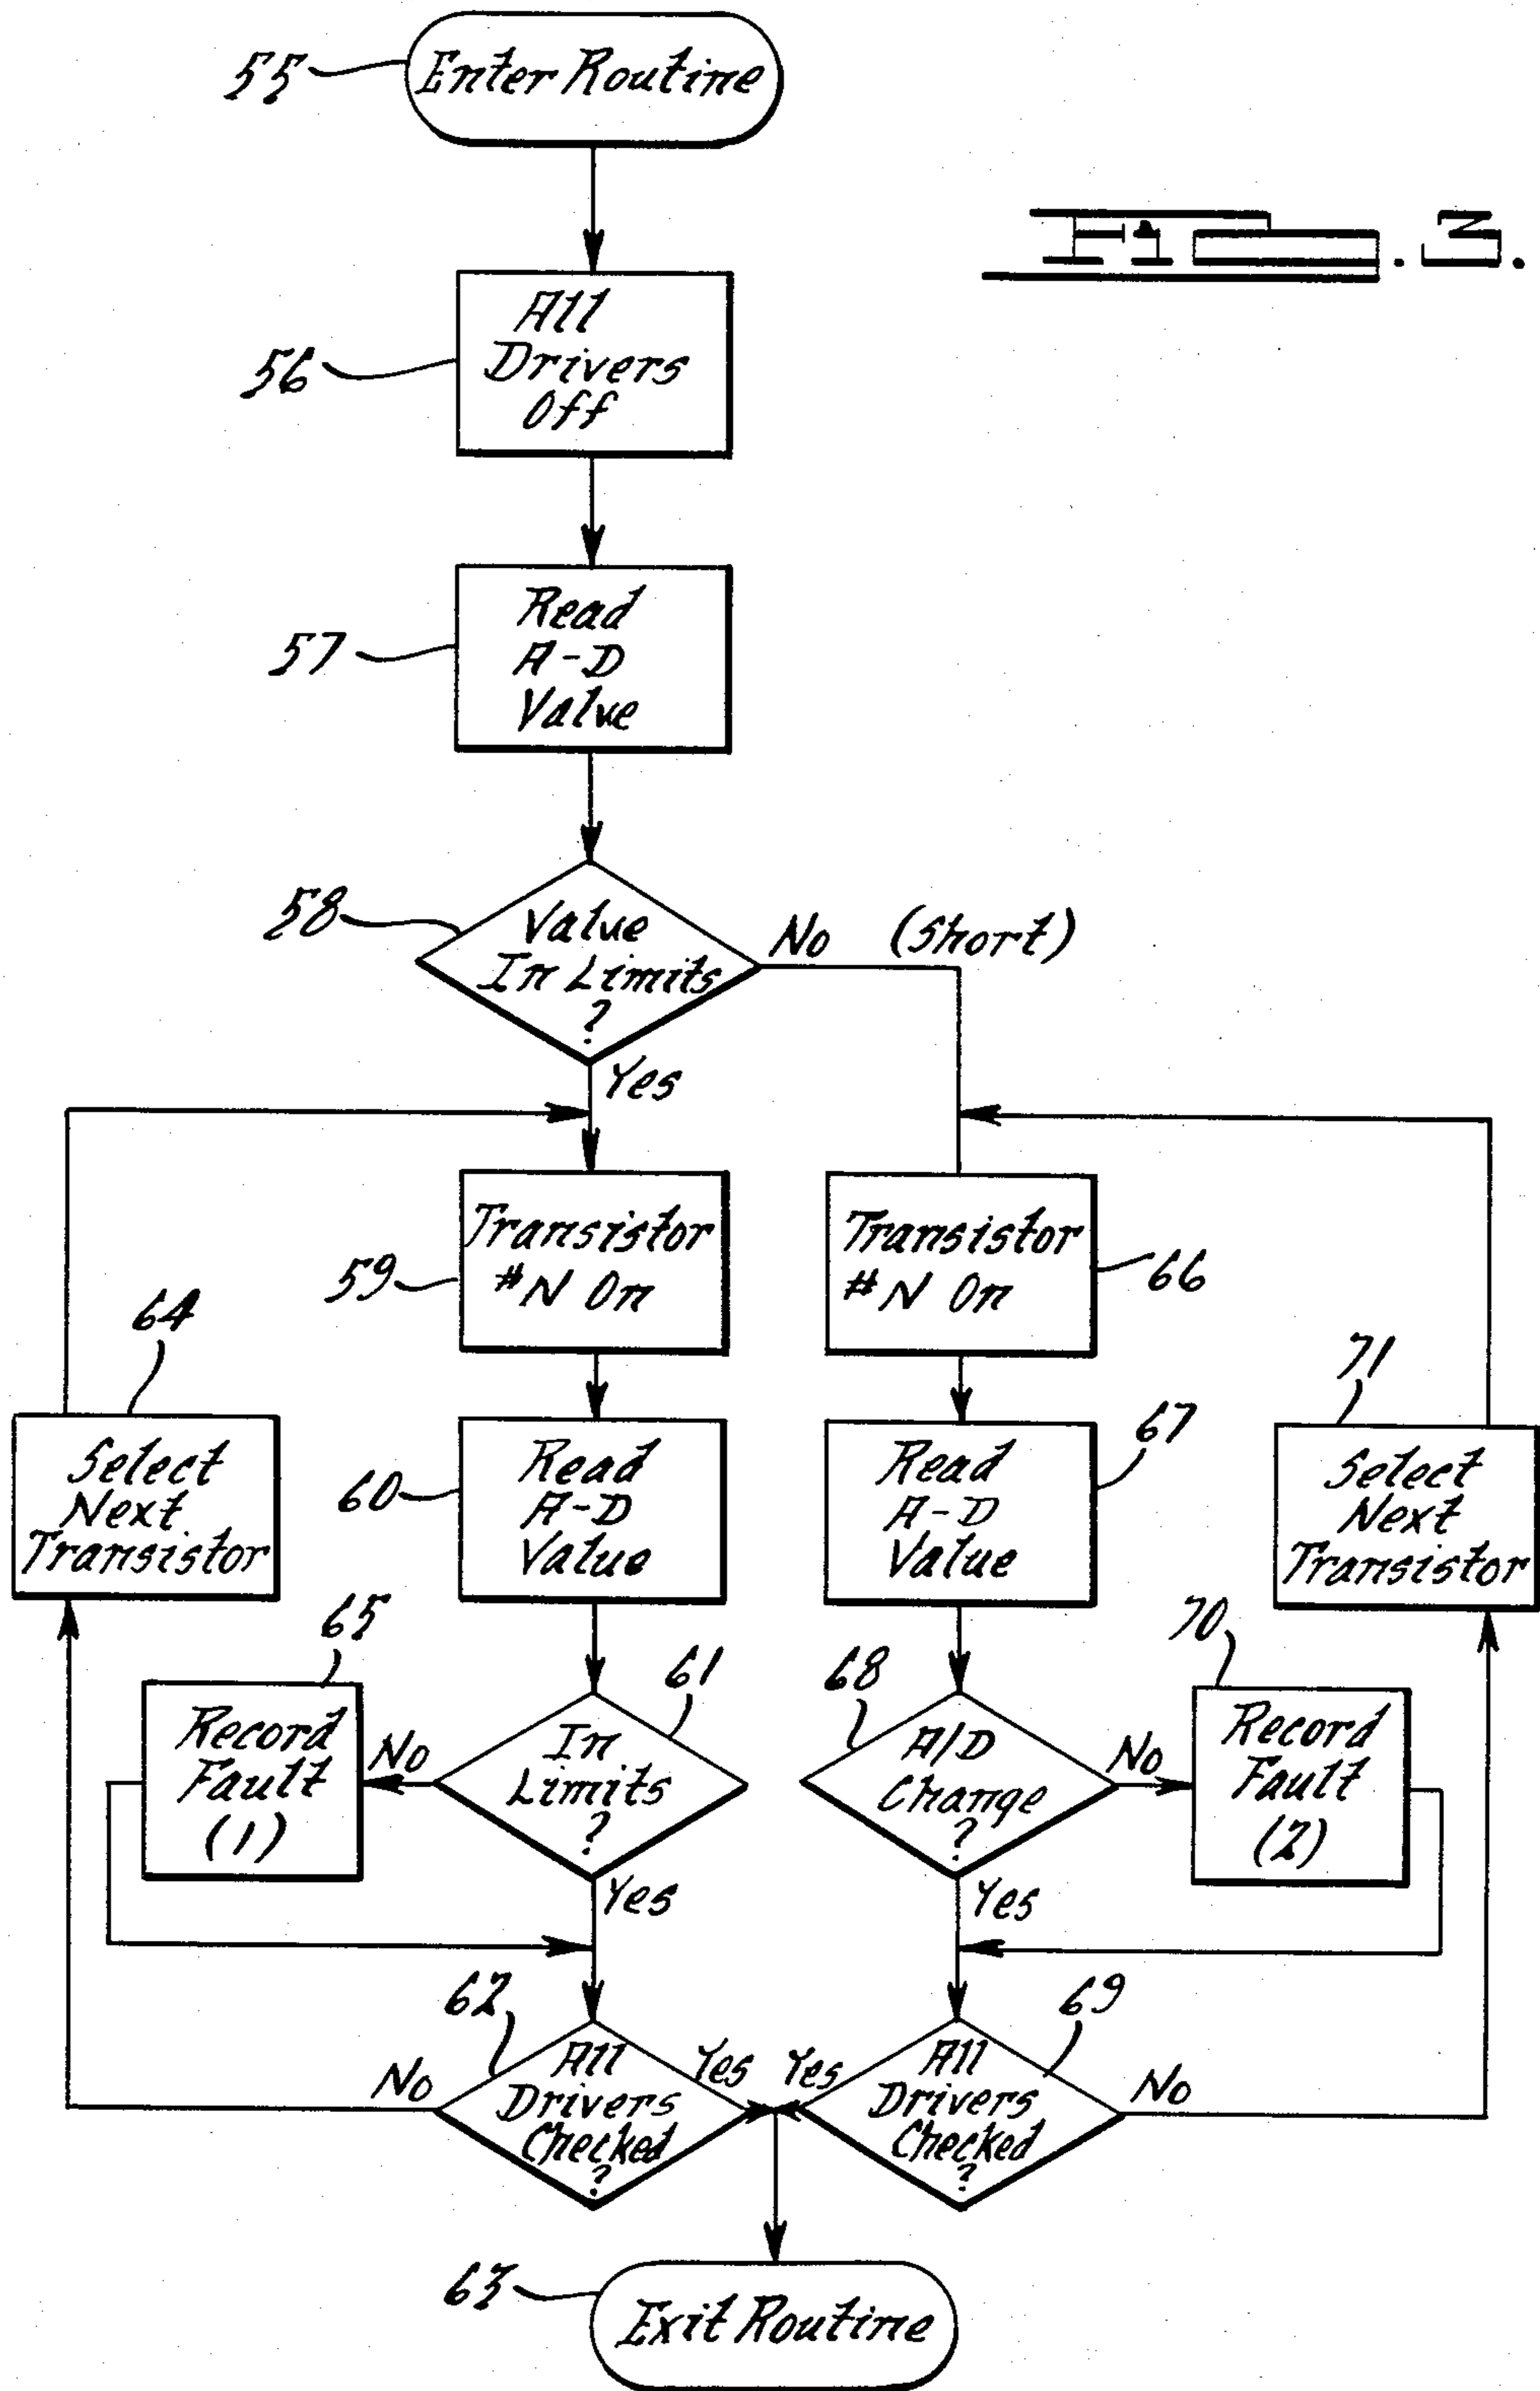 55
Enter Routine
Fig. 3.
56
All
Drivers
Off
57
Read
A-D
Value
58
Value
In Limits
?
No (Short)
Yes
59
Transistor
#N On
Transistor
#N On
66
64
Select
Next
Transistor
60
Read
A-D
Value
Read
A-D
Value
67
71
Select
Next
Transistor
65
Record
Fault
(1)
No
In
Limits
?
61
Yes
68
A/D
Change
?
No
Yes
70
Record
Fault
(2)
62
No
All
Drivers
Checked
?
Yes
Yes
All
Drivers
Checked
?
69
No
63
Exit Routine